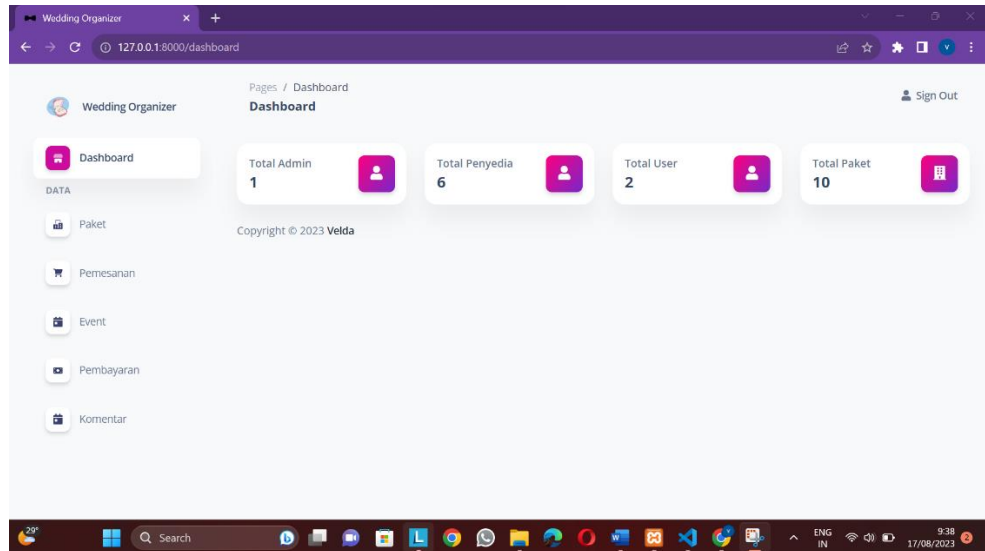 Wedding Organizer
127.0.0.1:8000/dashboard
Wedding Organizer
Pages / Dashboard
Dashboard
Sign Out
Dashboard
DATA
Paket
Pemesanan
Event
Pembayaran
Komentar
Total Admin
1
Total Penyedia
6
Total User
2
Total Paket
10
Copyright © 2023 Velda
29°
Search
ENG
IN
9:38
17/08/2023
2